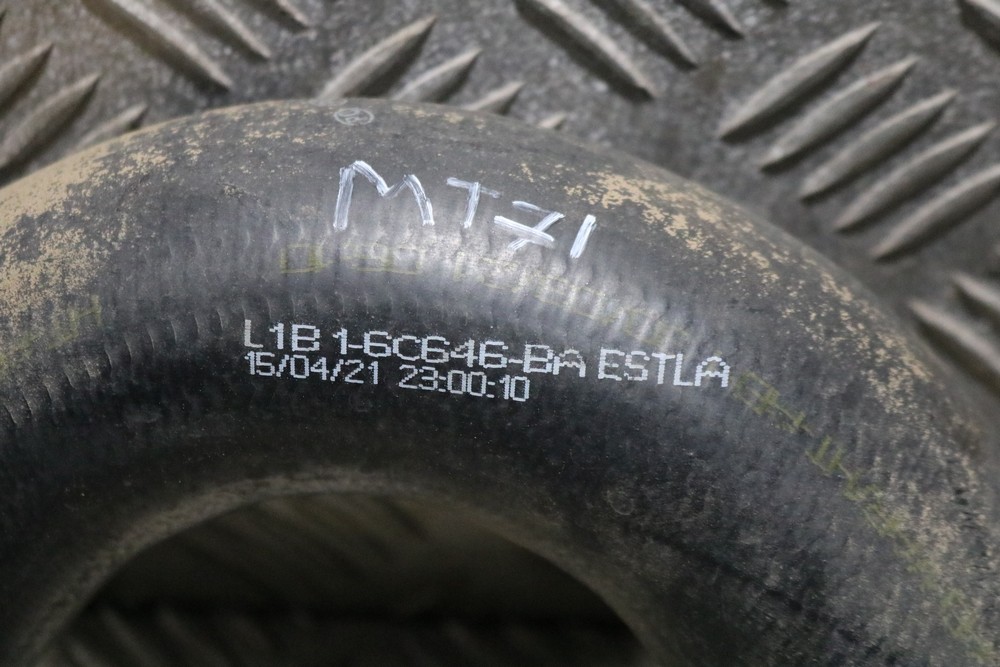 MT71
L1B 1-6C646-BA ESTLA
15/04/21 23:00:10